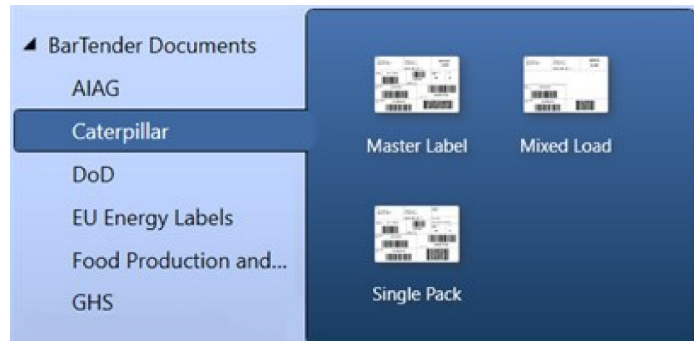 BarTender Documents
AIAG
Caterpillar
DoD
EU Energy Labels
Food Production and...
GHS
Master Label
Mixed Load
Single Pack